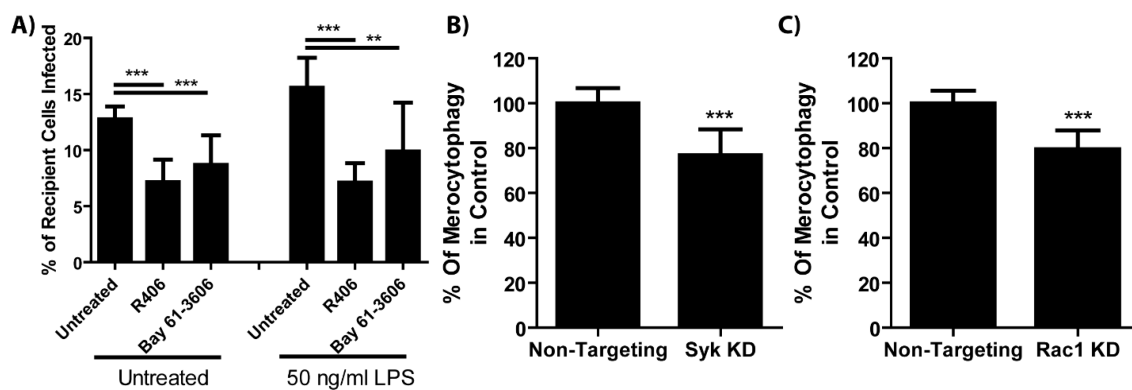 A)
% of Recipient Cells Infected
20
15
10
5
0
***
***
***
**
Untreated
R406
Bay 61-3606
Untreated
R406
Bay 61-3606
Untreated
50 ng/ml LPS
B)
% Of Merocytophagy
in Control
120
100
80
60
40
20
0
***
Non-Targeting
Syk KD
C)
% Of Merocytophagy
in Control
120
100
80
60
40
20
0
***
Non-Targeting
Rac1 KD